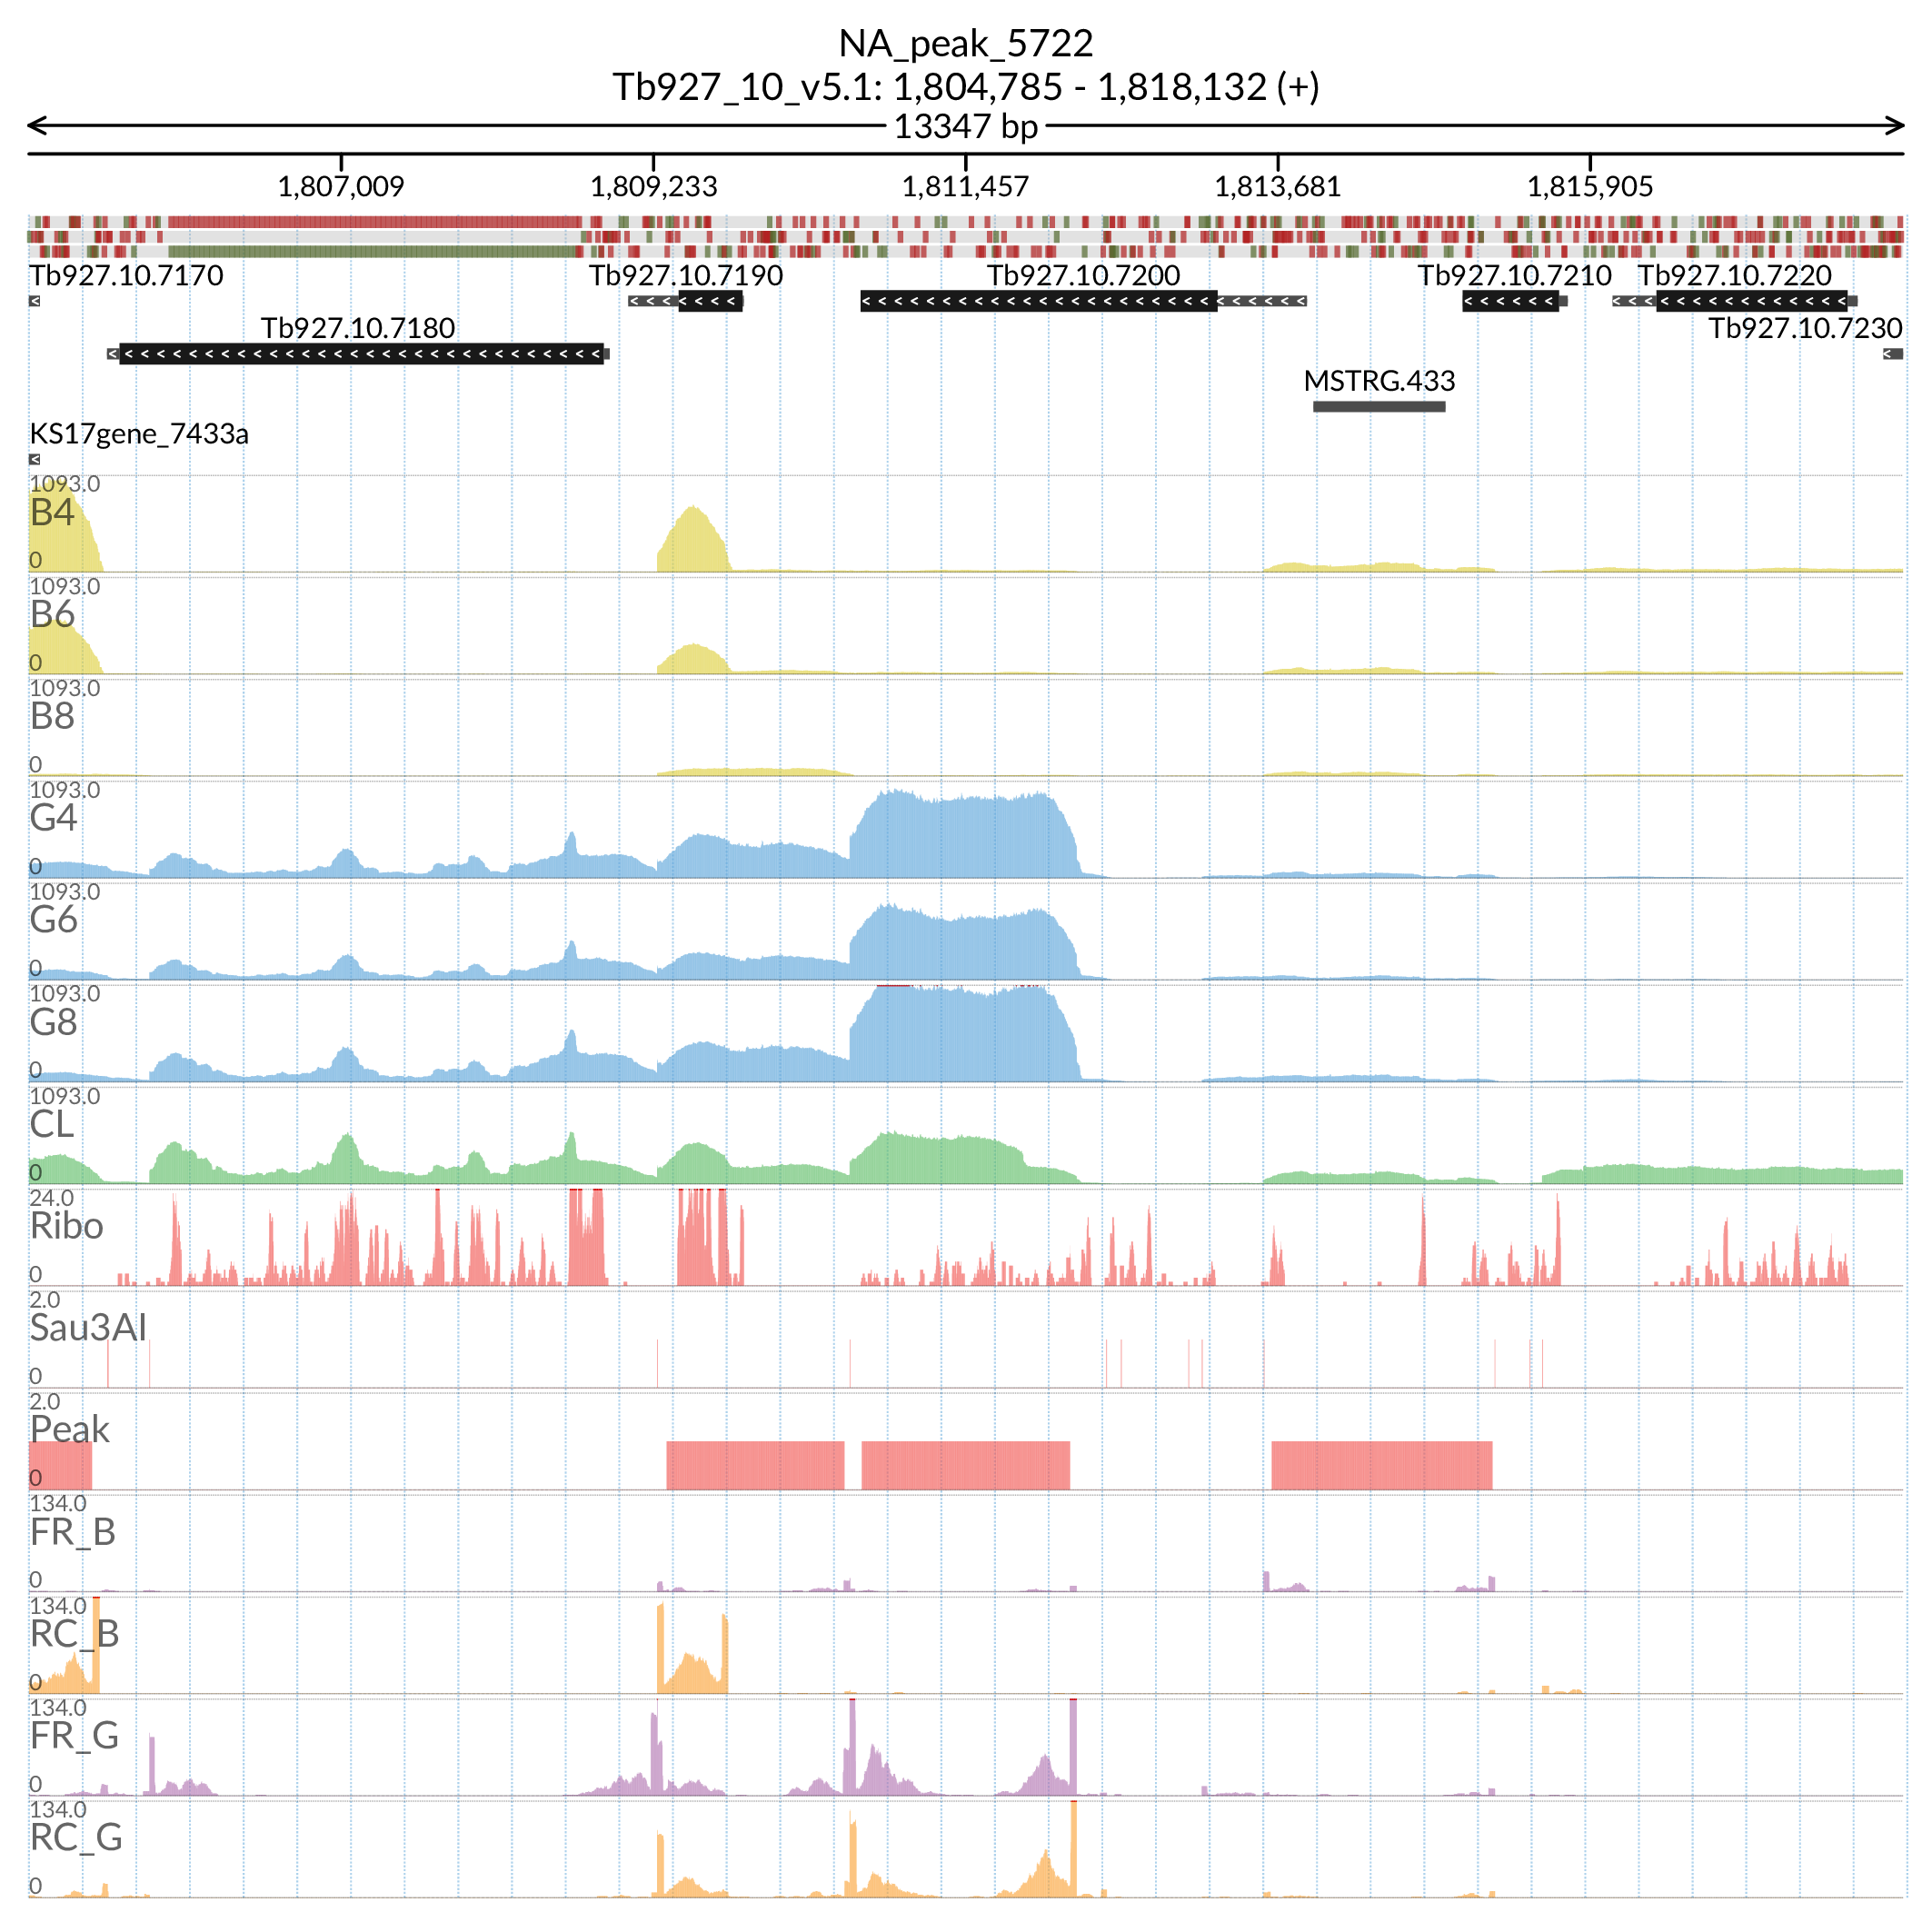 NA_peak_5722
Tb927_10_v5.1: 1,804,785 - 1,818,132 (+)
13347 bp
1,807,009 1,809,233 1,811,457 1,813,681 1,815,905
Tb927.10.7170 Tb927.10.7190 Tb927.10.7200 Tb927.10.7210 Tb927.10.7220
Tb927.10.7180 Tb927.10.7230
MSTRG.433
KS17gene_7433a
1093.0
B4
0
1093.0
B6
0
1093.0
B8
0
1093.0
G4
0
1093.0
G6
0
1093.0
G8
0
1093.0
CL
0
24.0
Ribo
0
2.0
Sau3AI
0
2.0
Peak
0
134.0
FR_B
0
134.0
RC_B
0
134.0
FR_G
0
134.0
RC_G
0